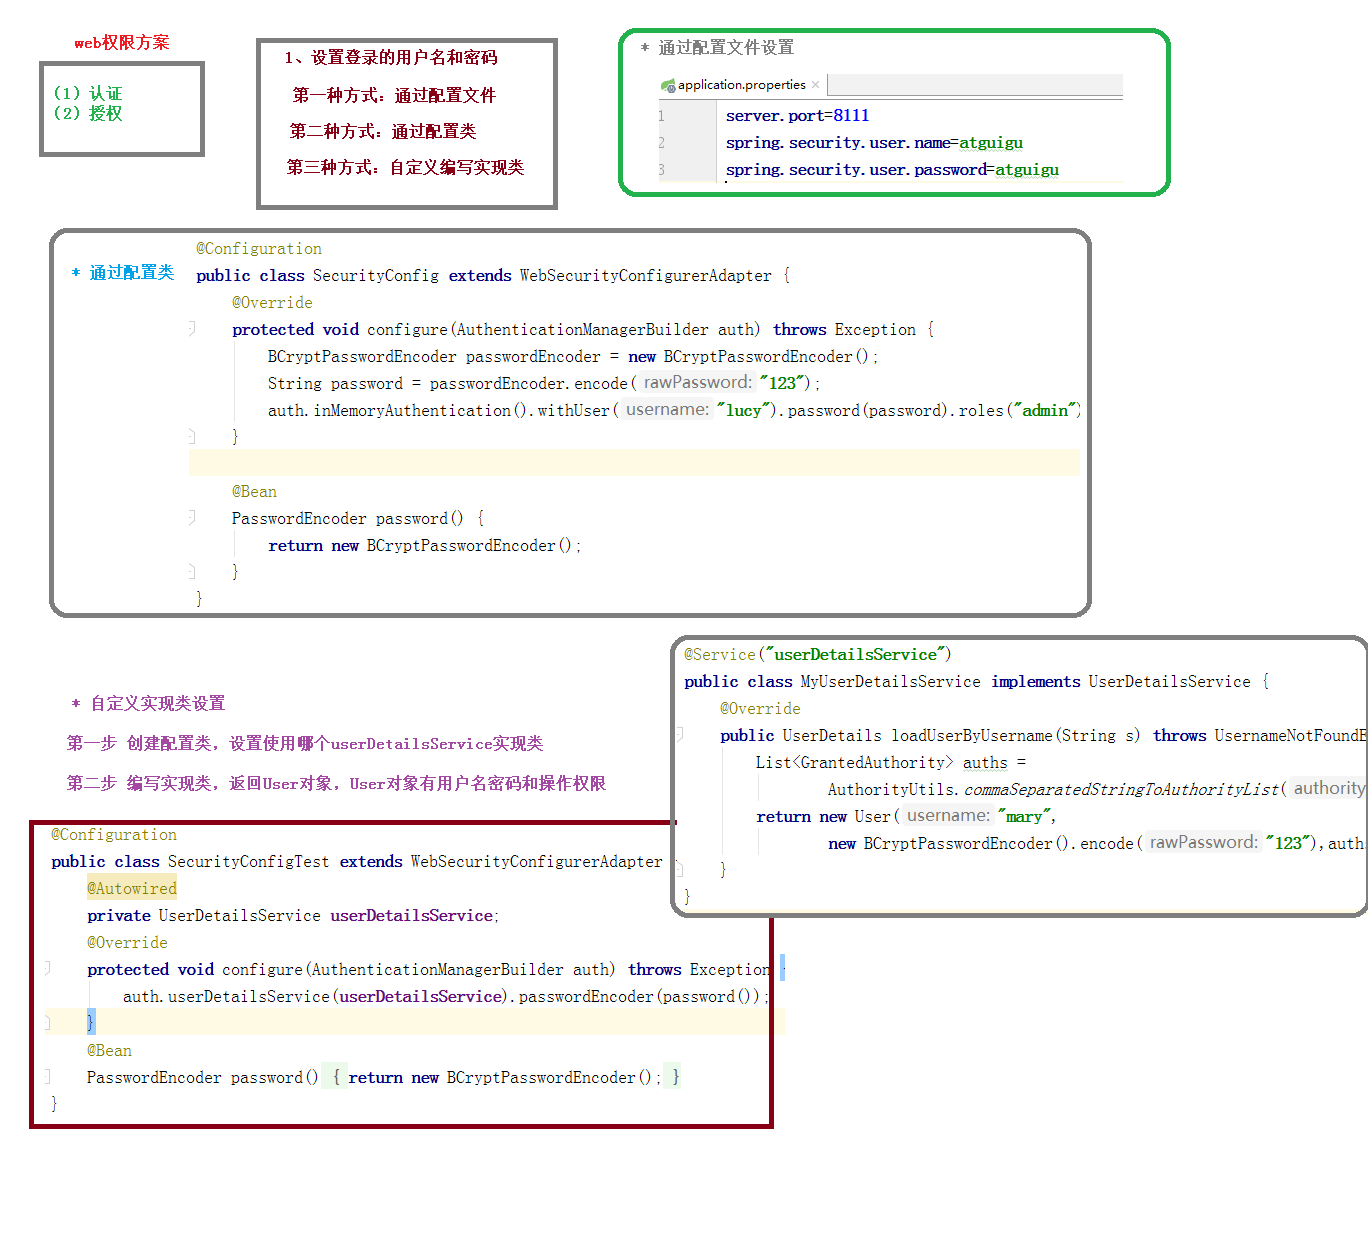 web权限方案
(1) 认证
(2) 授权
1、设置登录的用户名和密码
第一种方式：通过配置文件
第二种方式：通过配置类
第三种方式：自定义编写实现类
* 通过配置文件设置
application.properties ×
1 server.port=8111
2 spring.security.user.name=atguigu
3 spring.security.user.password=atguigu
* 通过配置类
@Configuration
public class SecurityConfig extends WebSecurityConfigurerAdapter {
@Override
protected void configure(AuthenticationManagerBuilder auth) throws Exception {
BCryptPasswordEncoder passwordEncoder = new BCryptPasswordEncoder();
String password = passwordEncoder.encode( rawPassword: "123");
auth.inMemoryAuthentication().withUser( username: "lucy").password(password).roles("admin")
}
@Bean
PasswordEncoder password() {
return new BCryptPasswordEncoder();
}
}
* 自定义实现类设置
第一步 创建配置类，设置使用哪个userDetailsService实现类
第二步 编写实现类，返回User对象，User对象有用户名密码和操作权限
@Service("userDetailsService")
public class MyUserDetailsService implements UserDetailsService {
@Override
public UserDetails loadUserByUsername(String s) throws UsernameNotFoundE
List<GrantedAuthority> auths =
AuthorityUtils.commaSeparatedStringToAuthorityList( authority
return new User( username: "mary",
new BCryptPasswordEncoder().encode( rawPassword: "123"),auths
}
}
@Configuration
public class SecurityConfigTest extends WebSecurityConfigurerAdapter
@Autowired
private UserDetailsService userDetailsService;
@Override
protected void configure(AuthenticationManagerBuilder auth) throws Exception {
auth.userDetailsService(userDetailsService).passwordEncoder(password());
}
@Bean
PasswordEncoder password() { return new BCryptPasswordEncoder(); }
}